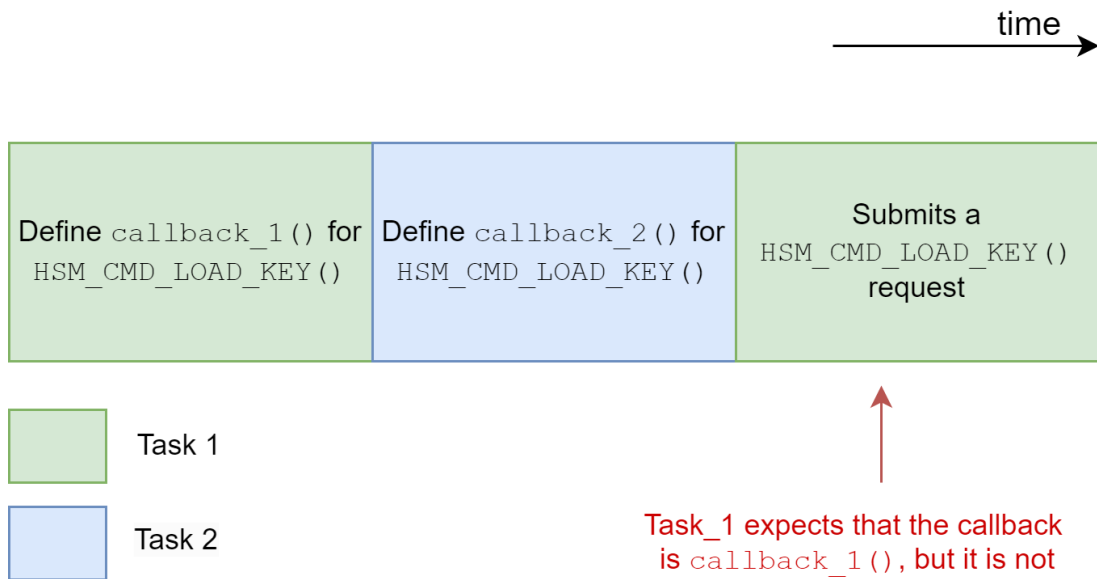 time
Define callback_1() for
HSM_CMD_LOAD_KEY()
Define callback_2() for
HSM_CMD_LOAD_KEY()
Submits a
HSM_CMD_LOAD_KEY()
request
Task 1
Task 2
Task_1 expects that the callback
is callback_1(), but it is not